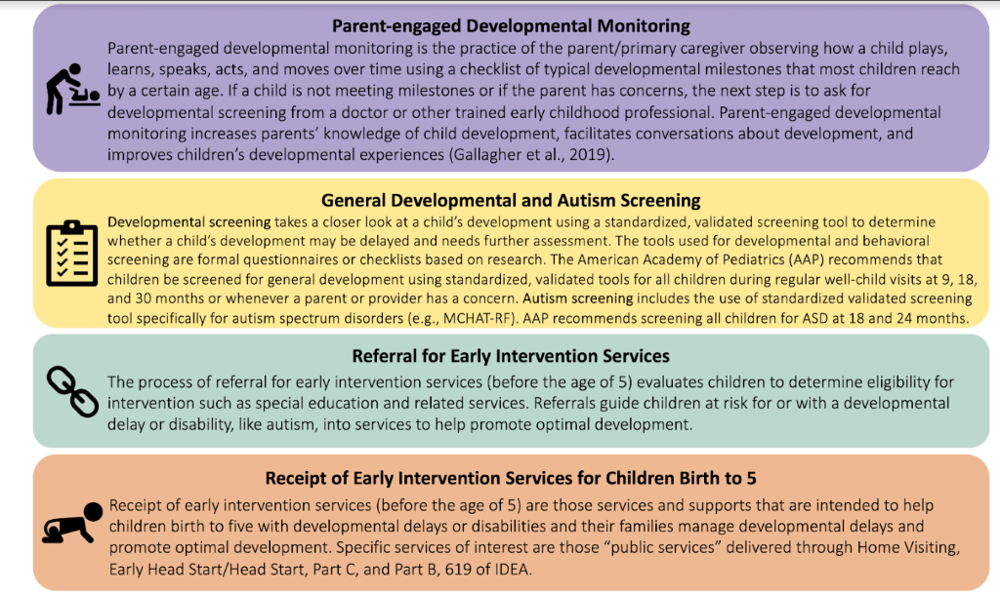 Parent-engaged Developmental Monitoring
Parent-engaged developmental monitoring is the practice of the parent/primary caregiver observing how a child plays,
learns, speaks, acts, and moves over time using a checklist of typical developmental milestones that most children reach
by a certain age. If a child is not meeting milestones or if the parent has concerns, the next step is to ask for
developmental screening from a doctor or other trained early childhood professional. Parent-engaged developmental
monitoring increases parents’ knowledge of child development, facilitates conversations about development, and
improves children’s developmental experiences (Gallagher et al., 2019).
General Developmental and Autism Screening
Developmental screening takes a closer look at a child’s development using a standardized, validated screening tool to determine
whether a child’s development may be delayed and needs further assessment. The tools used for developmental and behavioral
screening are formal questionnaires or checklists based on research. The American Academy of Pediatrics (AAP) recommends that
children be screened for general development using standardized, validated tools for all children during regular well-child visits at 9, 18,
and 30 months or whenever a parent or provider has a concern. Autism screening includes the use of standardized validated screening
tool specifically for autism spectrum disorders (e.g., MCHAT-RF). AAP recommends screening all children for ASD at 18 and 24 months.
Referral for Early Intervention Services
The process of referral for early intervention services (before the age of 5) evaluates children to determine eligibility for
intervention such as special education and related services. Referrals guide children at risk for or with a developmental
delay or disability, like autism, into services to help promote optimal development.
Receipt of Early Intervention Services for Children Birth to 5
Receipt of early intervention services (before the age of 5) are those services and supports that are intended to help
children birth to five with developmental delays or disabilities and their families manage developmental delays and
promote optimal development. Specific services of interest are those “public services” delivered through Home Visiting,
Early Head Start/Head Start, Part C, and Part B, 619 of IDEA.